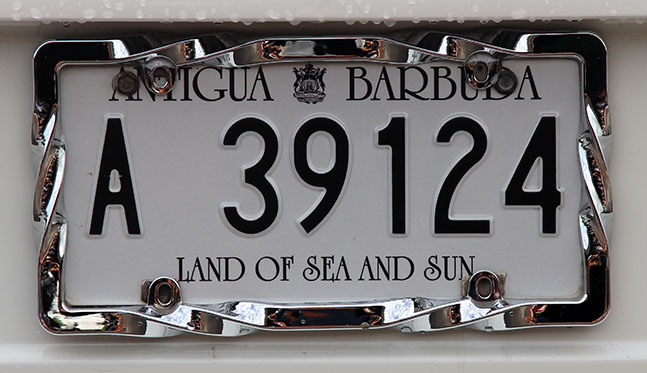 ANTIGUA BARBUDA
A 39124
LAND OF SEA AND SUN